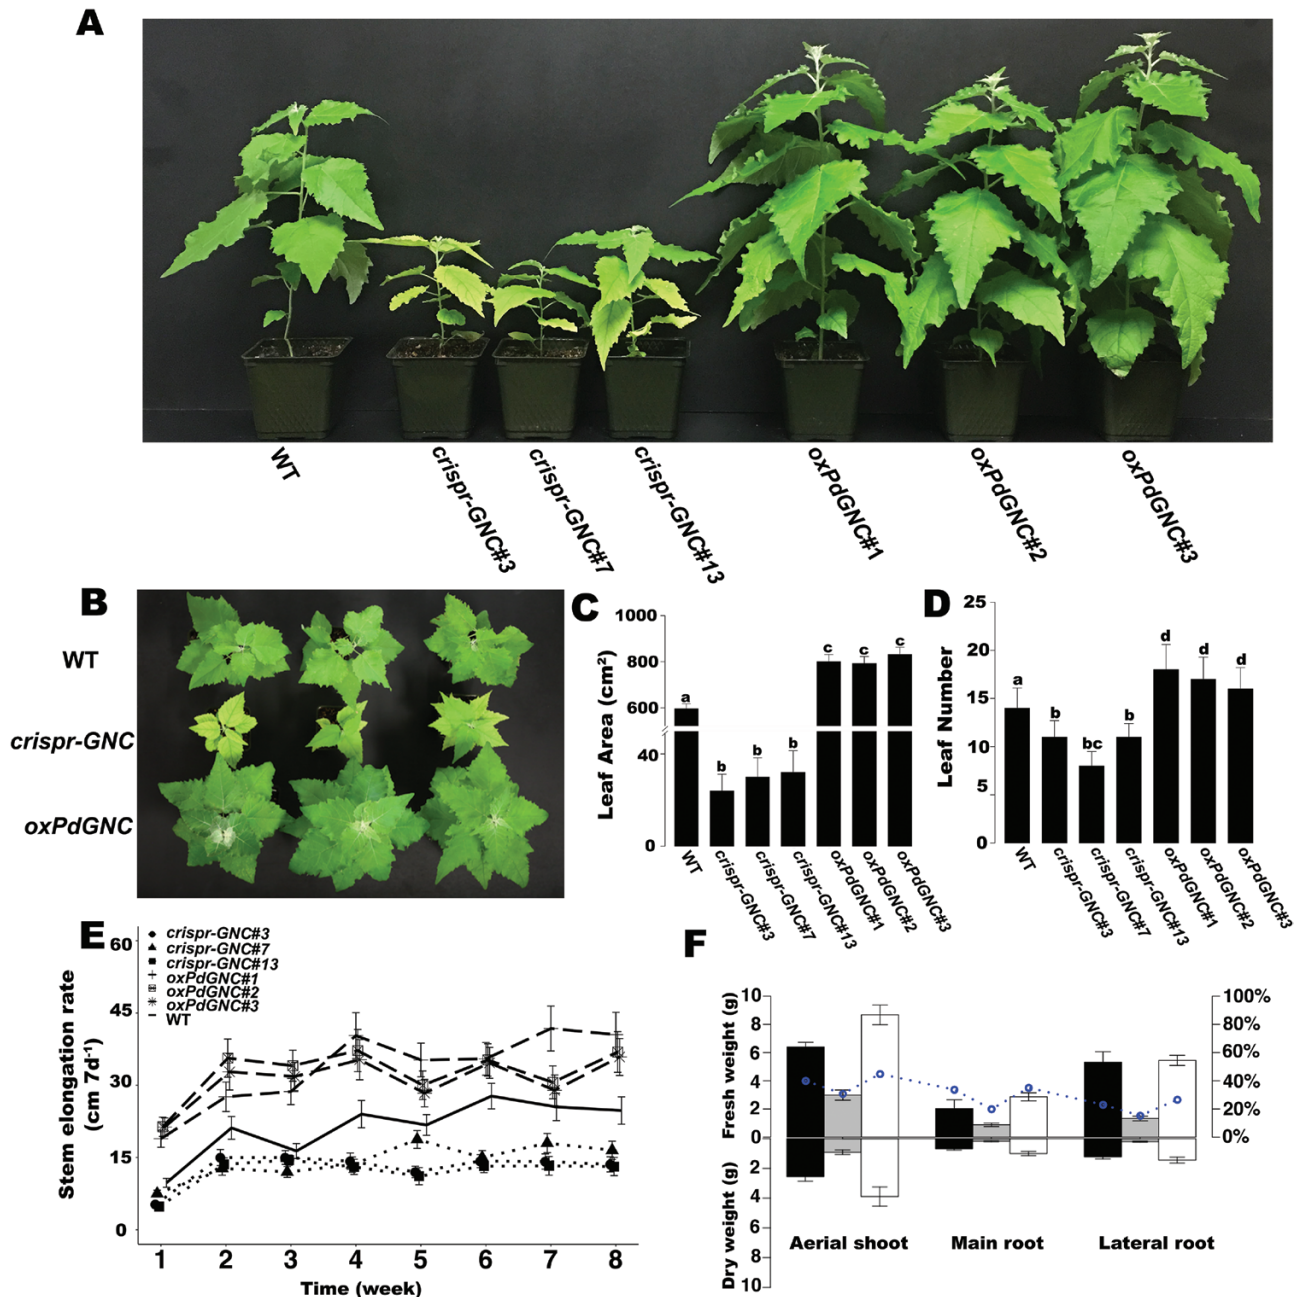 A
WT
crispr-GNC#3
crispr-GNC#7
crispr-GNC#13
oxPdGNC#1
oxPdGNC#2
oxPdGNC#3
B
WT
crispr-GNC
oxPdGNC
C
Leaf Area (cm²)
1000
800
600
40
0
a
b
b
b
c
c
c
WT
crispr-GNC#3
crispr-GNC#7
crispr-GNC#13
oxPdGNC#1
oxPdGNC#2
oxPdGNC#3
D
Leaf Number
25
20
15
10
5
0
a
b
bc
b
d
d
d
WT
crispr-GNC#3
crispr-GNC#7
crispr-GNC#13
oxPdGNC#1
oxPdGNC#2
oxPdGNC#3
E
crispr-GNC#3
crispr-GNC#7
crispr-GNC#13
oxPdGNC#1
oxPdGNC#2
oxPdGNC#3
WT
Stem elongation rate
(cm 7d⁻¹)
60
45
30
15
0
1 2 3 4 5 6 7 8
Time (week)
F
Fresh weight (g)
Dry weight (g)
10
8
6
4
2
0
2
4
6
8
10
100%
80%
60%
40%
20%
0%
Aerial shoot Main root Lateral root